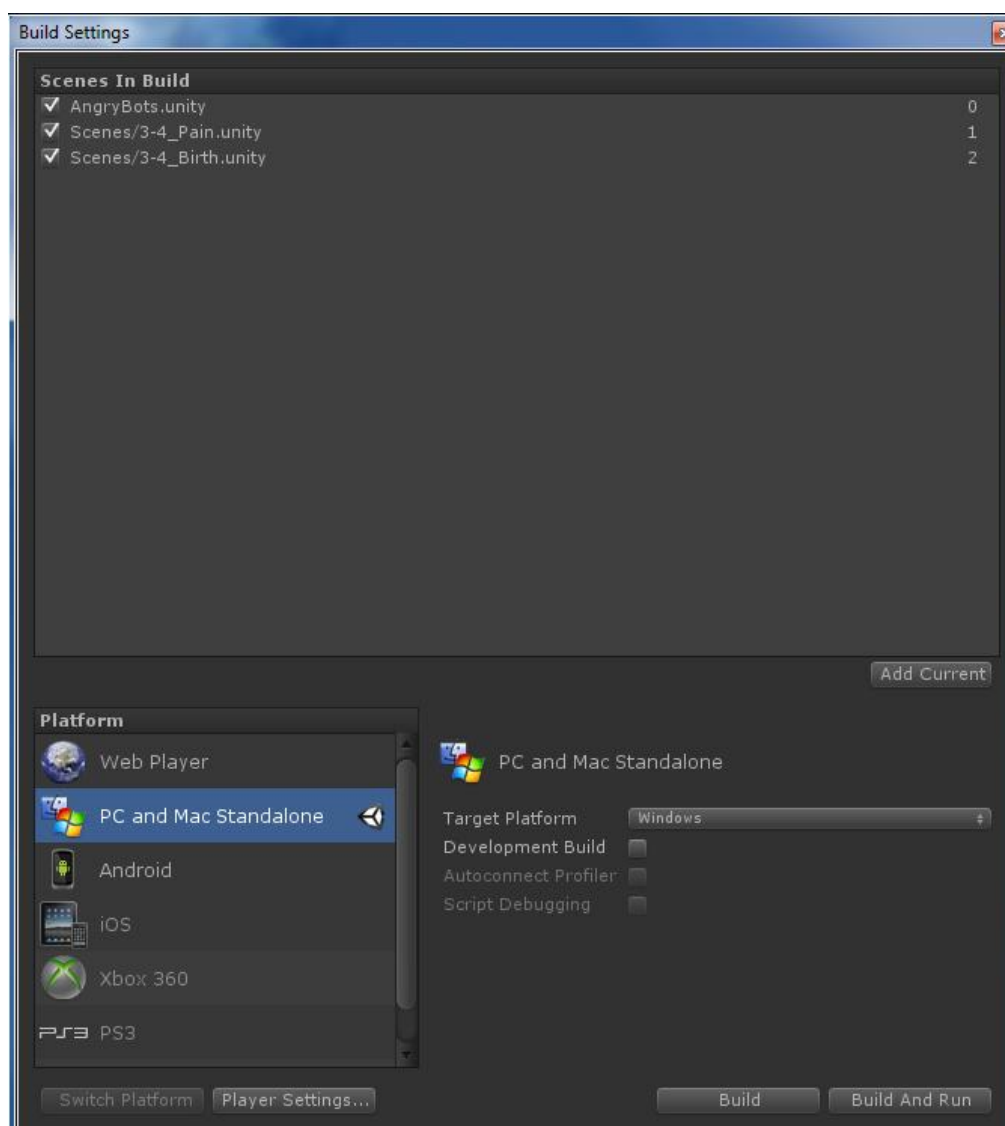 Build Settings
Scenes In Build
AngryBots.unity 0
Scenes/3-4_Pain.unity 1
Scenes/3-4_Birth.unity 2
Add Current
Platform
Web Player
PC and Mac Standalone
Android
iOS
Xbox 360
PS3 PS3
PC and Mac Standalone
Target Platform Windows
Development Build
Autoconnect Profiler
Script Debugging
Switch Platform Player Settings... Build Build And Run